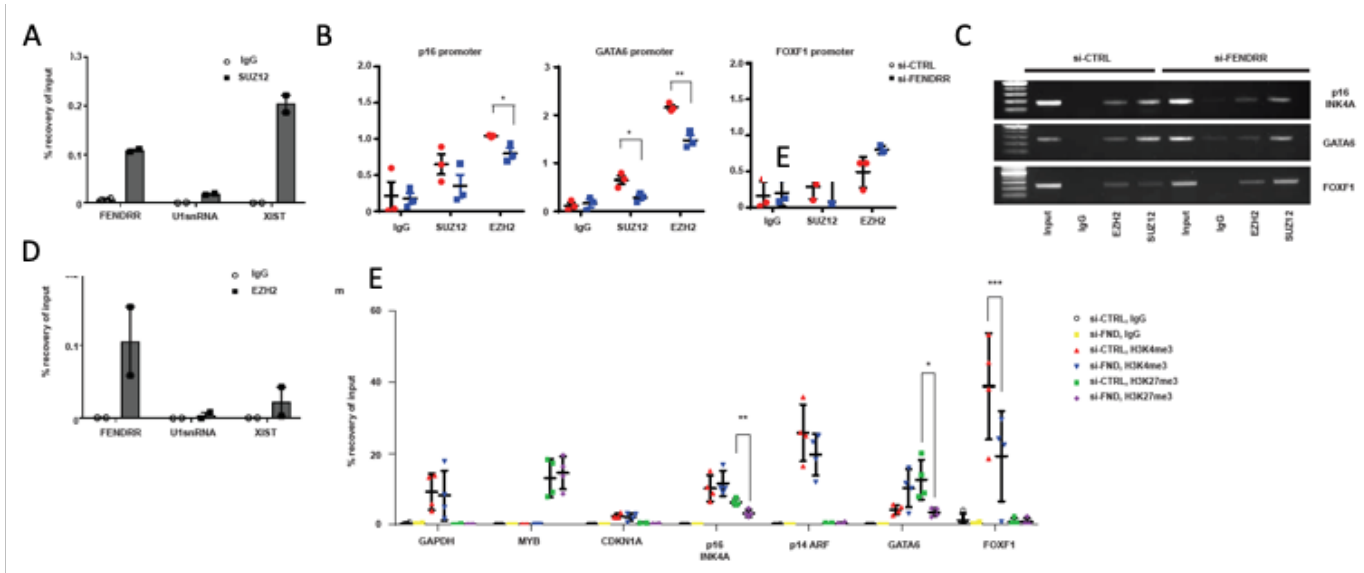 A
IgG
SUZ12
% recovery of input
0.3
0.2
0.1
0
FENDRR
U1snRNA
XIST
B
p16 promoter
GATA6 promoter
FOXF1 promoter
si-CTRL
si-FENDRR
% recovery of input
2.0
1.5
1.0
0.5
0.0
*
IgG
SUZ12
EZH2
3
2
1
0
*
**
IgG
SUZ12
EZH2
2.0
1.5
1.0
0.5
0.0
E
IgG
SUZ12
EZH2
C
si-CTRL
si-FENDRR
p16
INK4A
GATA6
FOXF1
Input
IgG
EZH2
SUZ12
Input
IgG
EZH2
SUZ12
D
IgG
EZH2
m
% recovery of input
0.1
0
FENDRR
U1snRNA
XIST
E
% recovery of input
60
40
20
0
**
*
***
GAPDH
MYB
CDKN1A
p16
INK4A
p14 ARF
GATA6
FOXF1
si-CTRL, IgG
si-FND, IgG
si-CTRL, H3K4me3
si-FND, H3K4me3
si-CTRL, H3K27me3
si-FND, H3K27me3